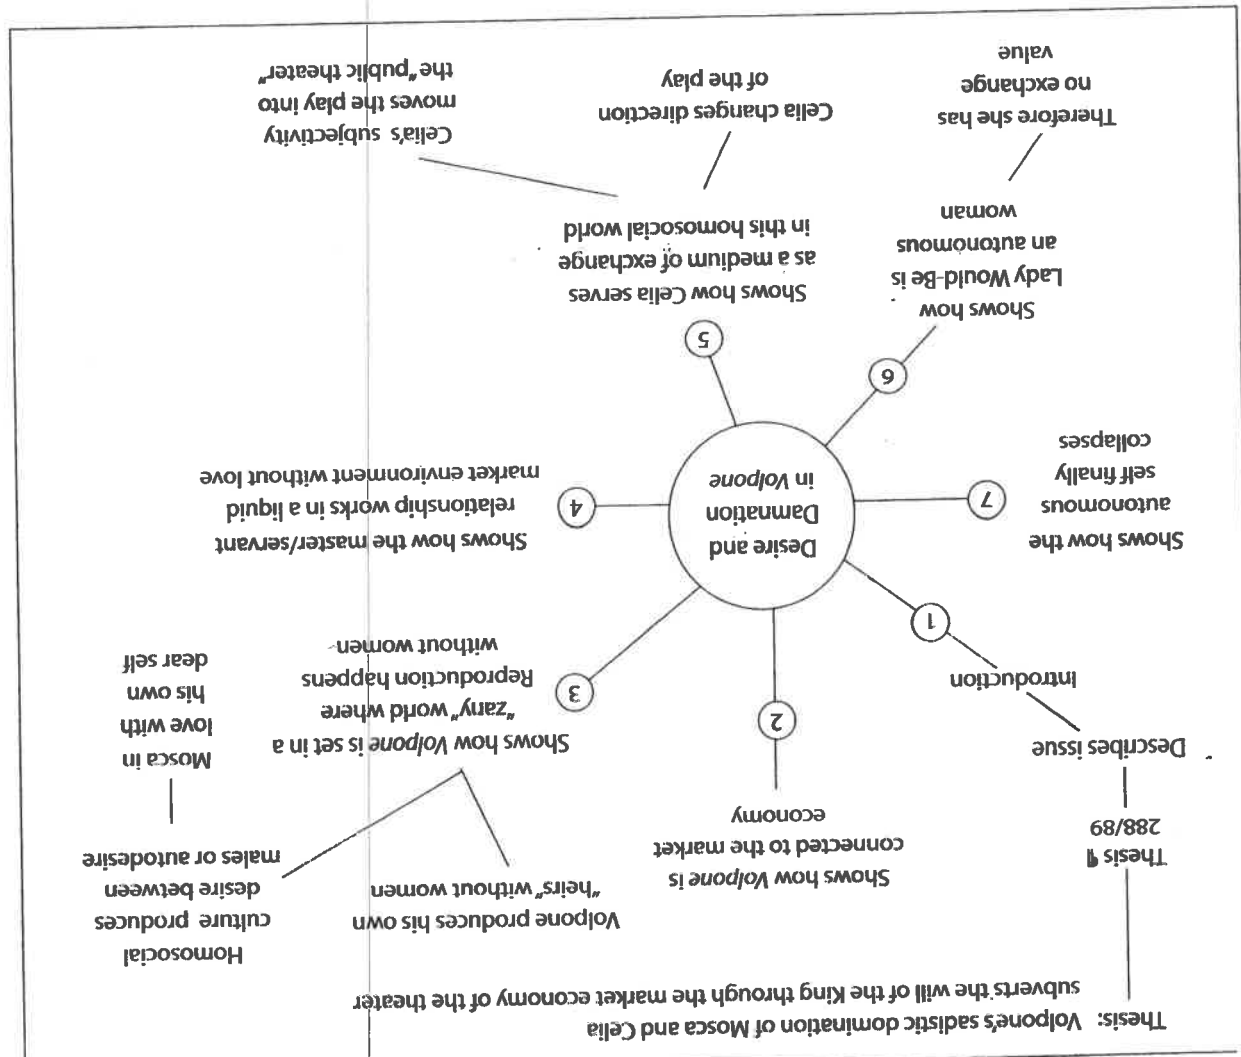 Thesis: Volpone's sadistic domination of Mosca and Celia
subverts the will of the King through the market economy of the theater
Thesis ¶
288/89
Describes issue
Introduction
1
Shows how Volpone is
connected to the market
economy
2
Volpone produces his own
"heirs" without women
Homosocial
culture produces
desire between
males or autodesire
Mosca in
love with
his own
dear self
Shows how Volpone is set in a
"zany" world where
Reproduction happens
without women
3
Desire and
Damnation
in Volpone
Shows how the master/servant
relationship works in a liquid
market environment without love
4
5
Shows how Celia serves
as a medium of exchange
in this homosocial world
Celia changes direction
of the play
Celia's subjectivity
moves the play into
the "public theater"
6
Shows how
Lady Would-Be is
an autonomous
woman
Therefore she has
no exchange
value
7
Shows how the
autonomous
self finally
collapses